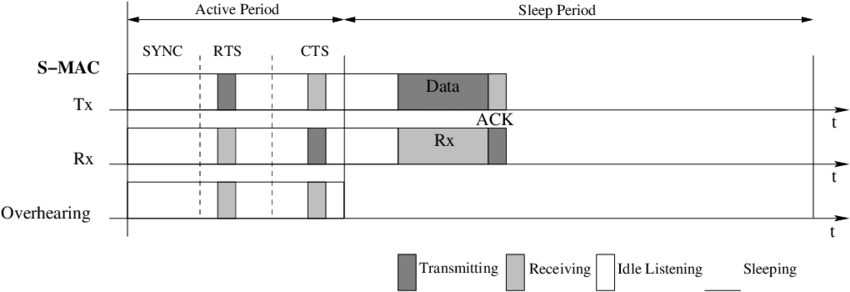 Active Period
Sleep Period
SYNC
RTS
CTS
S-MAC
Tx
Data
t
ACK
Rx
Rx
t
Overhearing
t
Transmitting
Receiving
Idle Listening
Sleeping